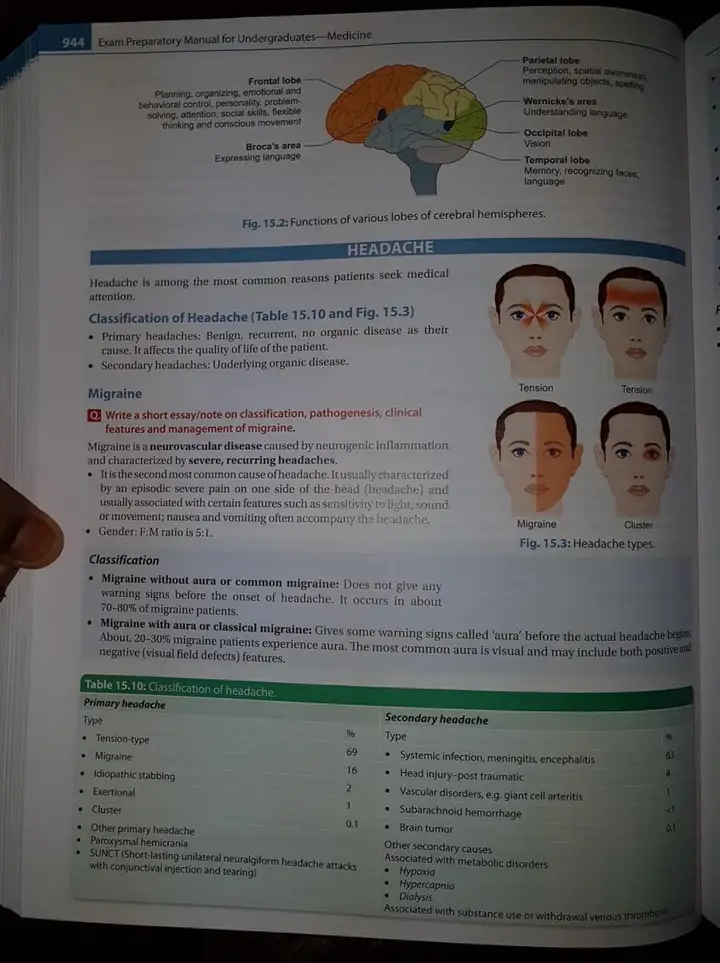 944 Exam Preparatory Manual for Undergraduates—Medicine
Frontal lobe
Planning, organizing, emotional and
behavioral control, personality, problem-
solving, attention, social skills, flexible
thinking and conscious movement
Broca's area
Expressing language
Parietal lobe
Perception, spatial awareness,
manipulating objects, spelling
Wernicke's area
Understanding language
Occipital lobe
Vision
Temporal lobe
Memory, recognizing faces,
language
Fig. 15.2: Functions of various lobes of cerebral hemispheres.
HEADACHE
Headache is among the most common reasons patients seek medical
attention.
Classification of Headache (Table 15.10 and Fig. 15.3)
• Primary headaches: Benign, recurrent, no organic disease as their
cause. It affects the quality of life of the patient.
• Secondary headaches: Underlying organic disease.
Migraine
Q. Write a short essay/note on classification, pathogenesis, clinical
features and management of migraine.
Migraine is a neurovascular disease caused by neurogenic inflammation
and characterized by severe, recurring headaches.
• It is the second most common cause of headache. It usually characterized
by an episodic severe pain on one side of the head (headache) and
usually associated with certain features such as sensitivity to light, sound
or movement; nausea and vomiting often accompany the headache.
• Gender: F:M ratio is 5:1.
Tension
Tension
Migraine
Cluster
Fig. 15.3: Headache types.
Classification
• Migraine without aura or common migraine: Does not give any
warning signs before the onset of headache. It occurs in about
70–80% of migraine patients.
• Migraine with aura or classical migraine: Gives some warning signs called 'aura' before the actual headache begins.
About, 20–30% migraine patients experience aura. The most common aura is visual and may include both positive and
negative (visual field defects) features.
Table 15.10: Classification of headache.
Primary headache
Type %
• Tension-type 69
• Migraine 16
• Idiopathic stabbing 2
• Exertional 1
• Cluster 0.1
• Other primary headache
• Paroxysmal hemicrania
• SUNCT (Short-lasting unilateral neuralgiform headache attacks
with conjunctival injection and tearing)
Secondary headache
Type %
• Systemic infection, meningitis, encephalitis 63
• Head injury–post traumatic 4
• Vascular disorders, e.g. giant cell arteritis 1
• Subarachnoid hemorrhage <1
• Brain tumor 0.1
Other secondary causes
Associated with metabolic disorders
• Hypoxia
• Hypercapnia
• Dialysis
Associated with substance use or withdrawal venous thrombosis